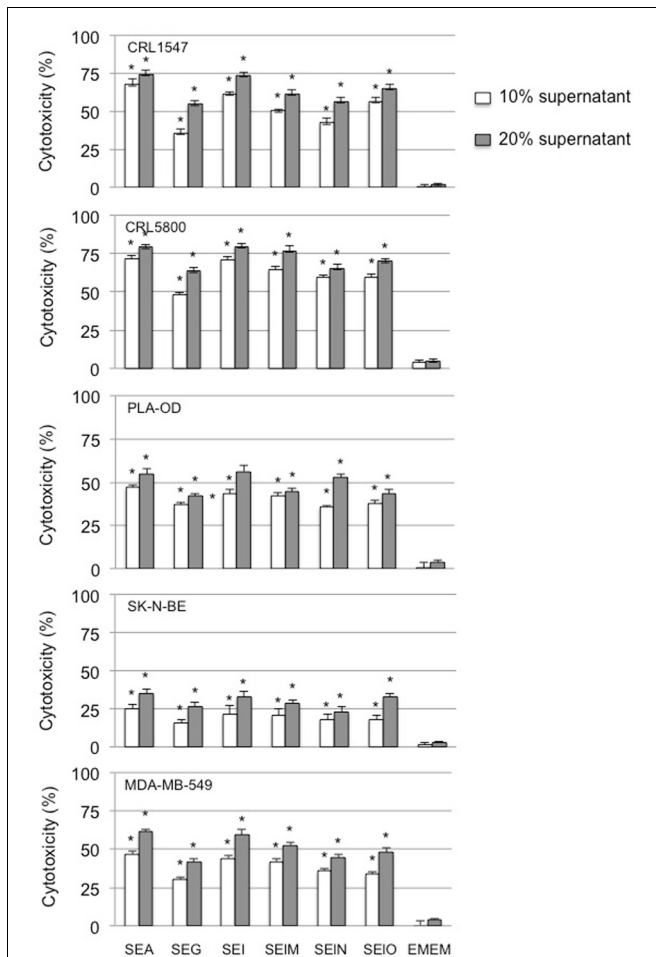 CRL1547
Cytotoxicity (%)
100
75
50
25
0
* * * * * * * * * * * *
10% supernatant
20% supernatant
CRL5800
Cytotoxicity (%)
100
75
50
25
0
* * * * * * * * * * * *
PLA-OD
Cytotoxicity (%)
100
75
50
25
0
* * * * * * * * * * * *
SK-N-BE
Cytotoxicity (%)
100
75
50
25
0
* * * * * * * * * * * *
MDA-MB-549
Cytotoxicity (%)
100
75
50
25
0
* * * * * * * * * * * *
SEA SEG SEI SEIM SEIN SEIO EMEM